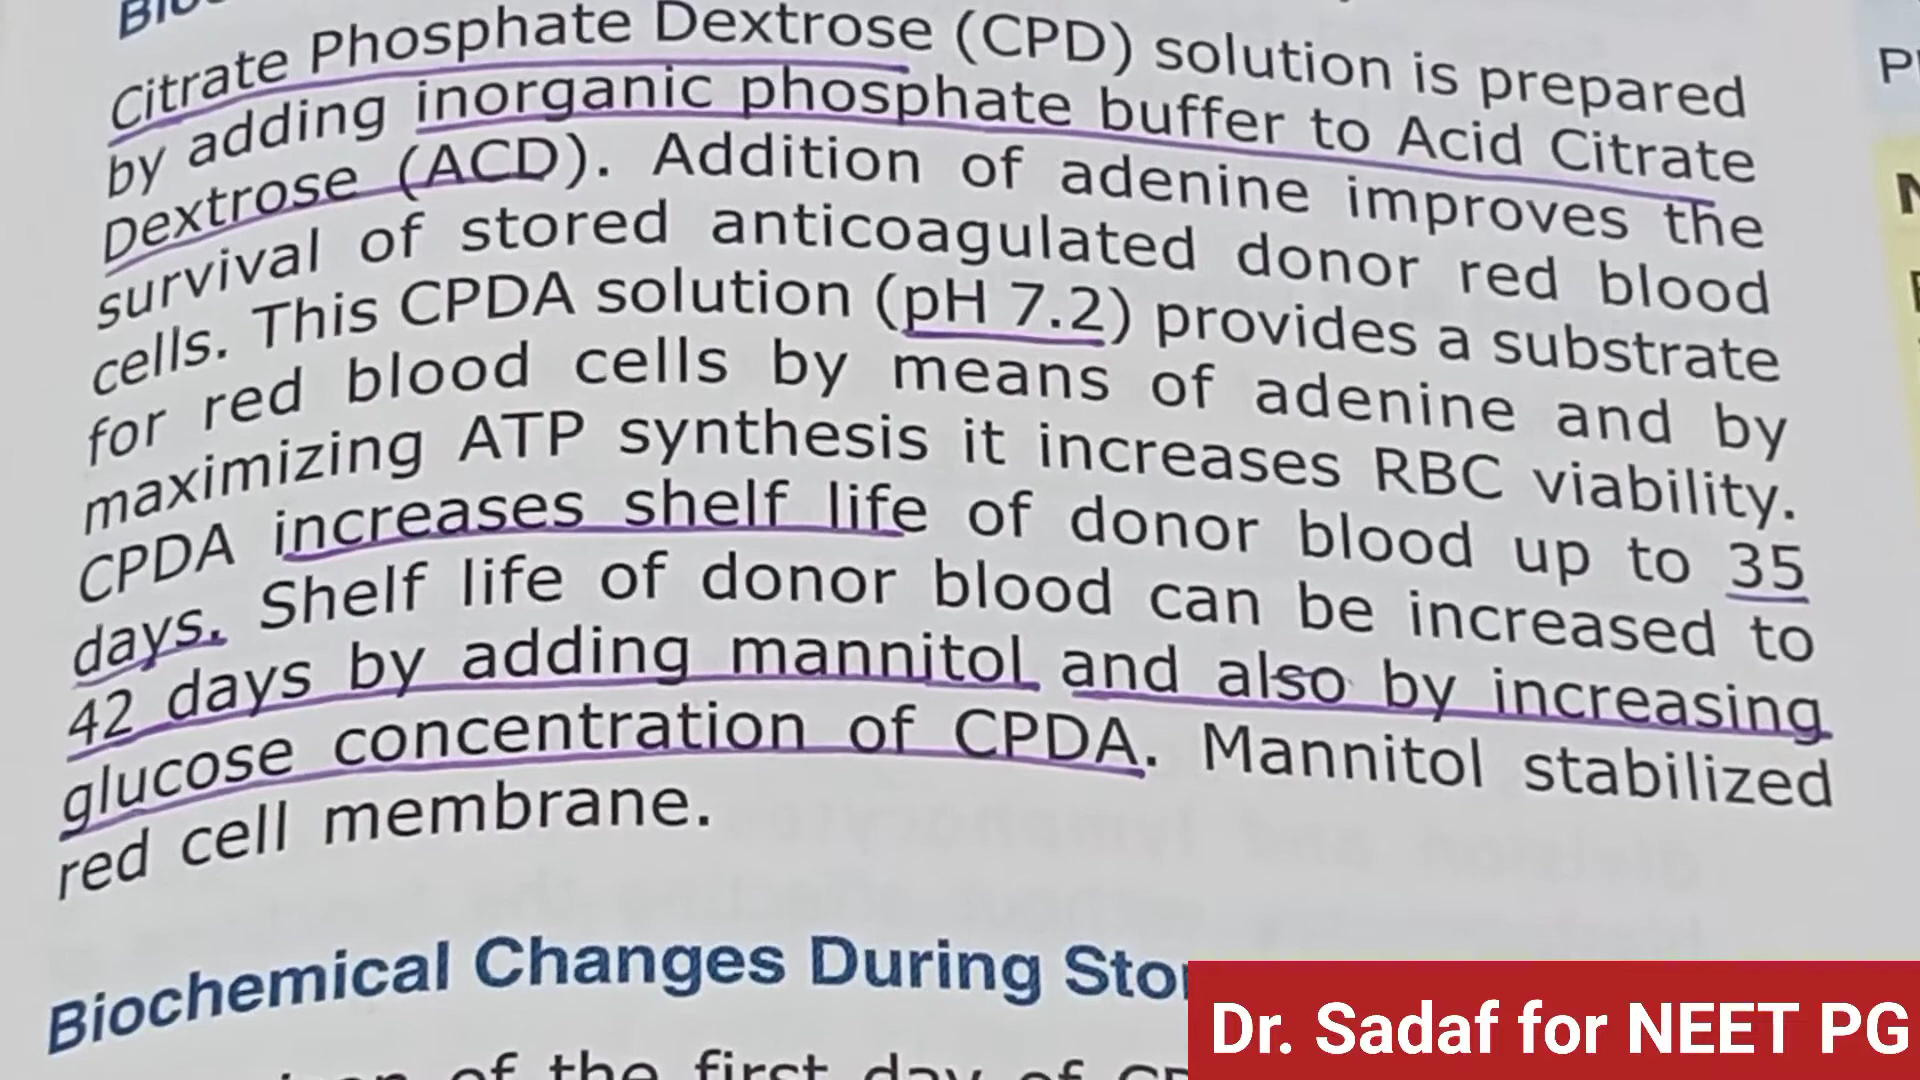 Citrate Phosphate Dextrose (CPD) solution is prepared
by adding inorganic phosphate buffer to Acid Citrate
Dextrose (ACD). Addition of adenine improves the
survival of stored anticoagulated donor red blood
cells. This CPDA solution (pH 7.2) provides a substrate
for red blood cells by means of adenine and by
maximizing ATP synthesis it increases RBC viability.
CPDA increases shelf life of donor blood up to 35
days. Shelf life of donor blood can be increased to
42 days by adding mannitol and also by increasing
glucose concentration of CPDA. Mannitol stabilized
red cell membrane.
Biochemical Changes During
of the first day of
Dr. Sadaf for NEET PG